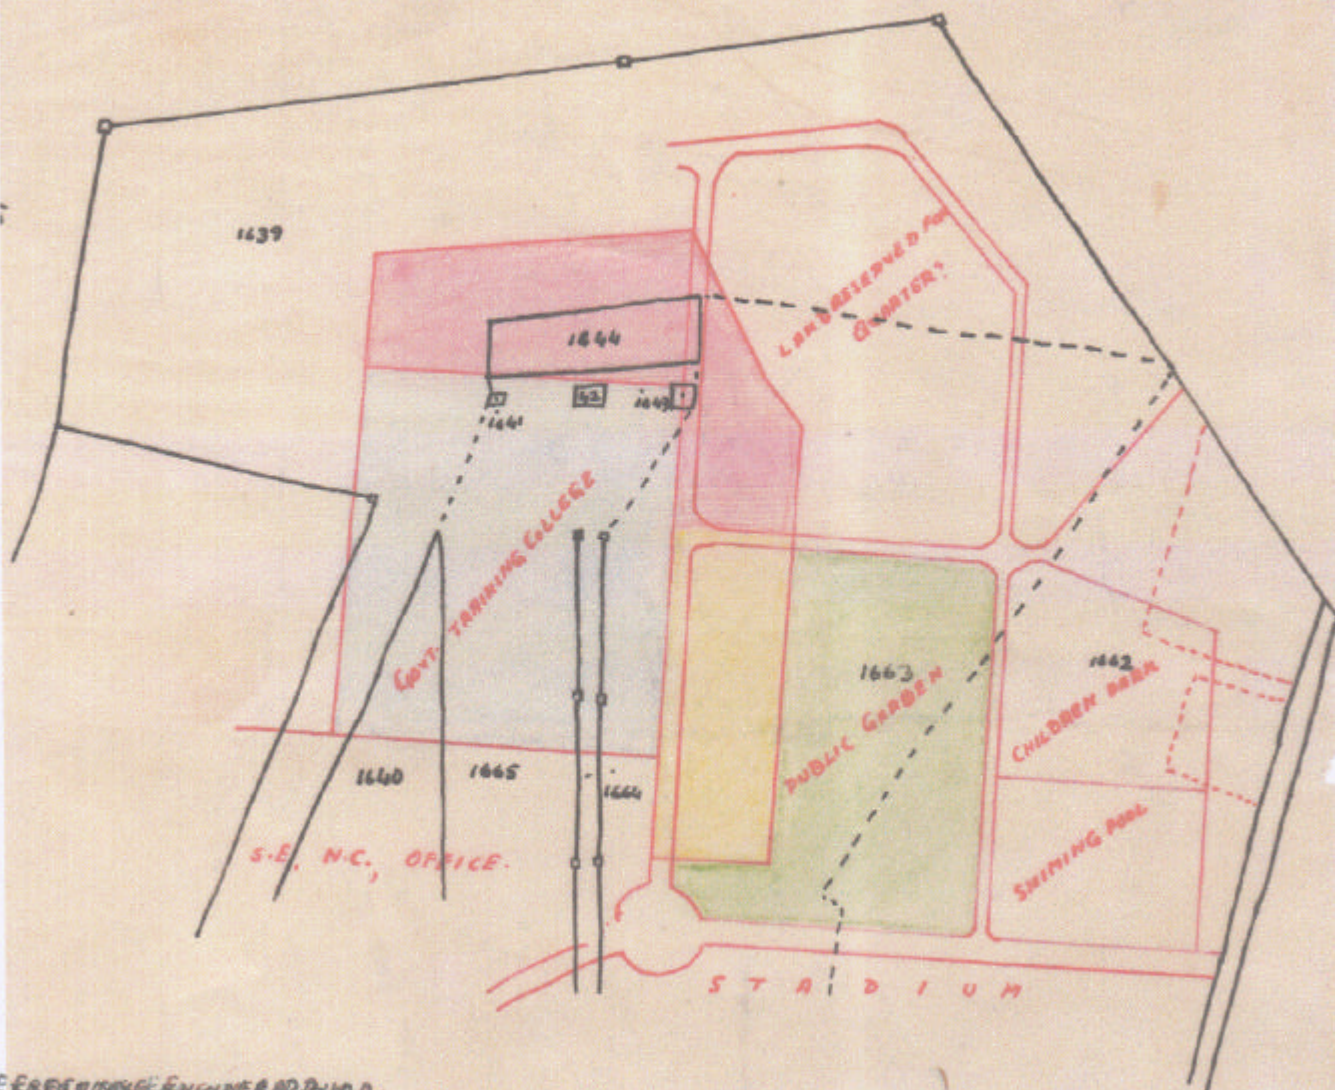 1639
LAND RESERVED FOR
QUARTERS
1644
1641
42
1643
GOVT. TRAINING COLLEGE
1663
PUBLIC GARDEN
1662
CHILDREN PARK
SWIMING POOL
1640
1665
1664
S.E, N.C., OFFICE.
STADIUM